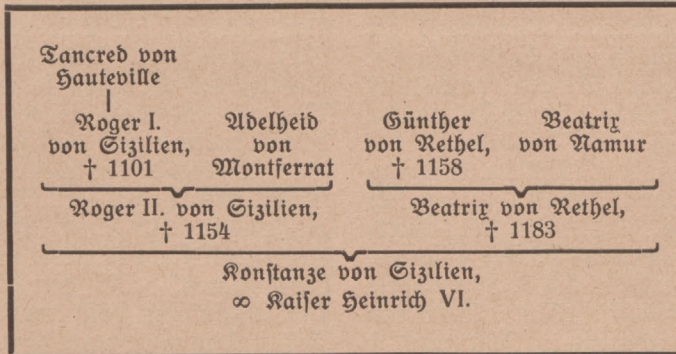 Tancred von
Hauteville
Roger I.
von Sizilien,
† 1101
Adelheid
von
Montferrat
Günther
von Rethel,
† 1158
Beatrix
von Namur
Roger II. von Sizilien,
† 1154
Beatrix von Rethel,
† 1183
Konstanze von Sizilien,
∞ Kaiser Heinrich VI.